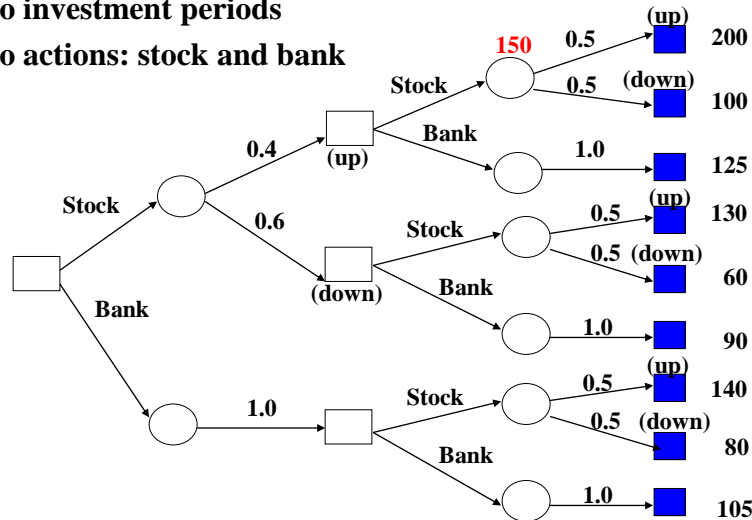 o investment periods
o actions: stock and bank
(up)
150
0.5
200
Stock
0.5
(down)
100
0.4
Bank
1.0
(up)
125
Stock
(up)
0.5
130
0.6
Stock
0.5
(down)
60
(down)
Bank
1.0
90
Bank
(up)
0.5
140
1.0
Stock
0.5
(down)
80
Bank
1.0
105